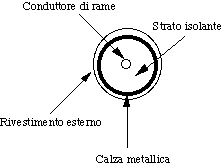 Conduttore di rame
Strato isolante
Rivestimento esterno
Calza metallica